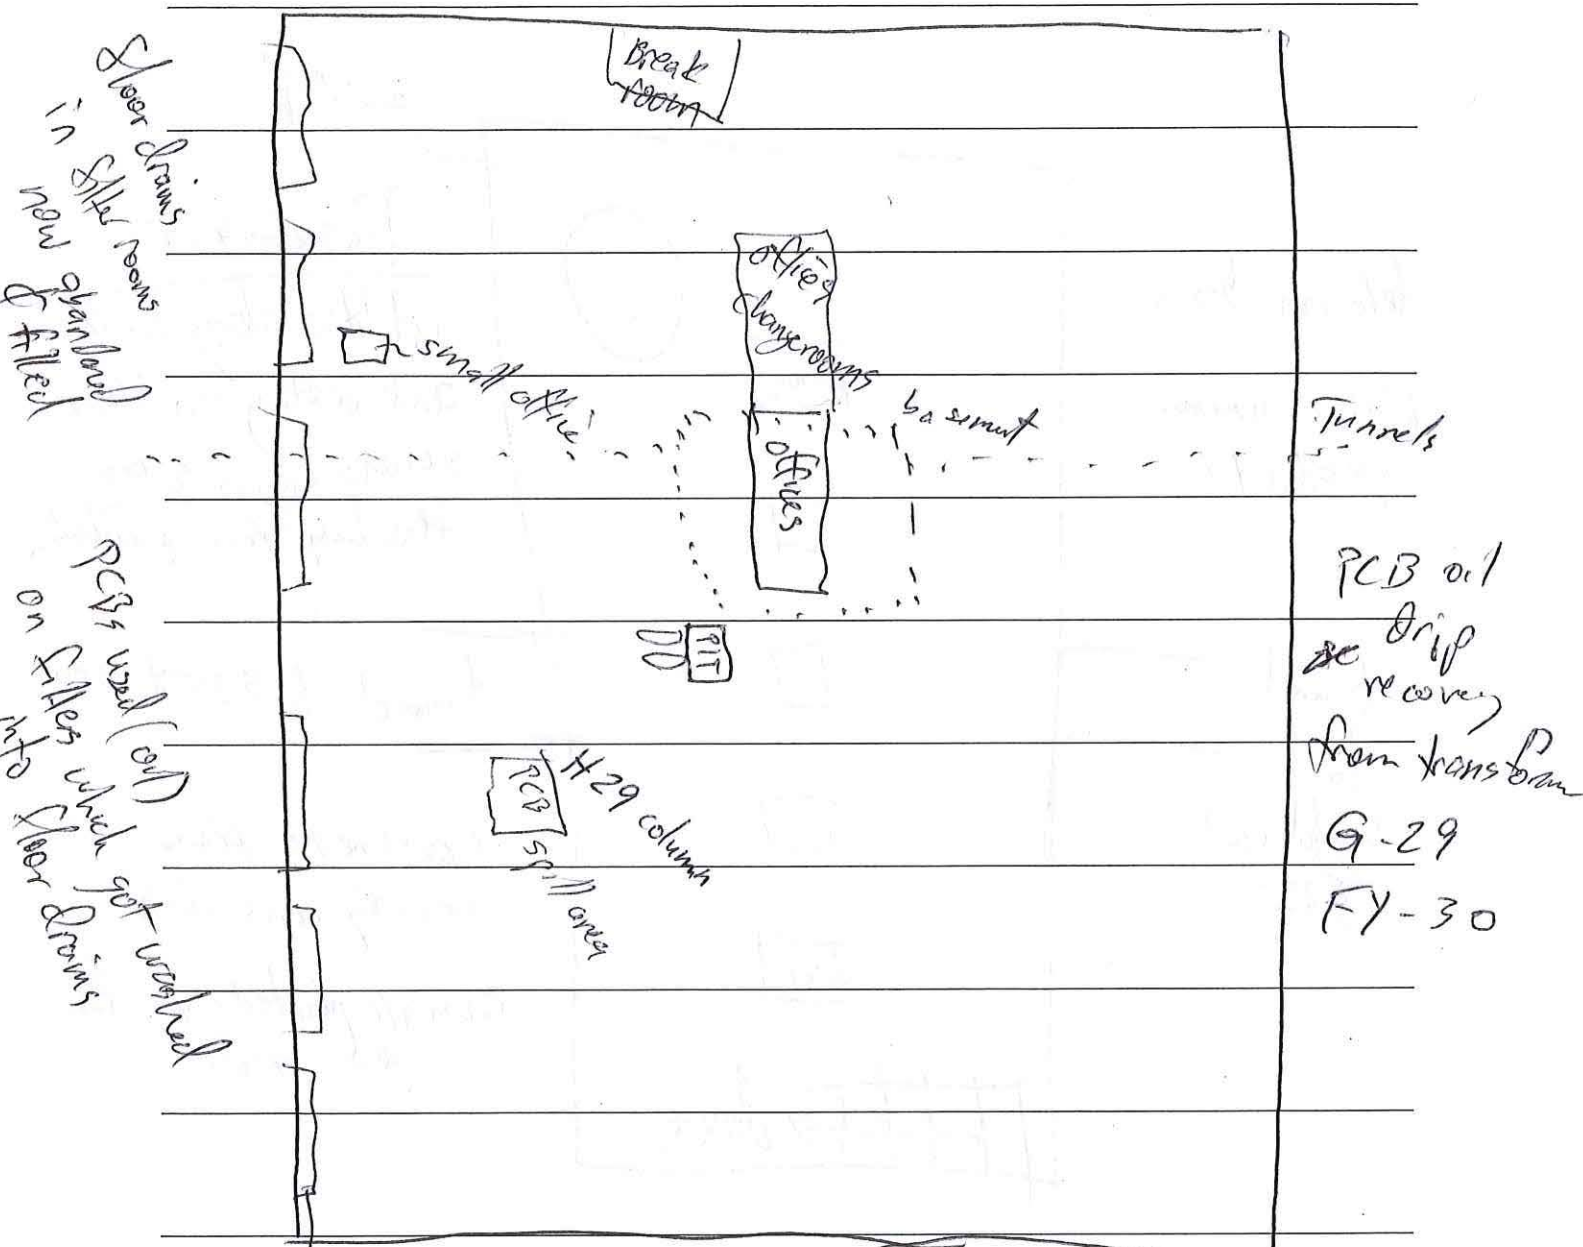 Break
room
floor drains
in filter rooms
now abandoned
& filled
offices
changerooms
small office
basement
Tunnels
offices
PCBs used (oil)
on filters which got washed
into floor drains
PIT
PCB oil
drip
recovery
from transform
G-29
FY-30
PCB
spill area
H29 column